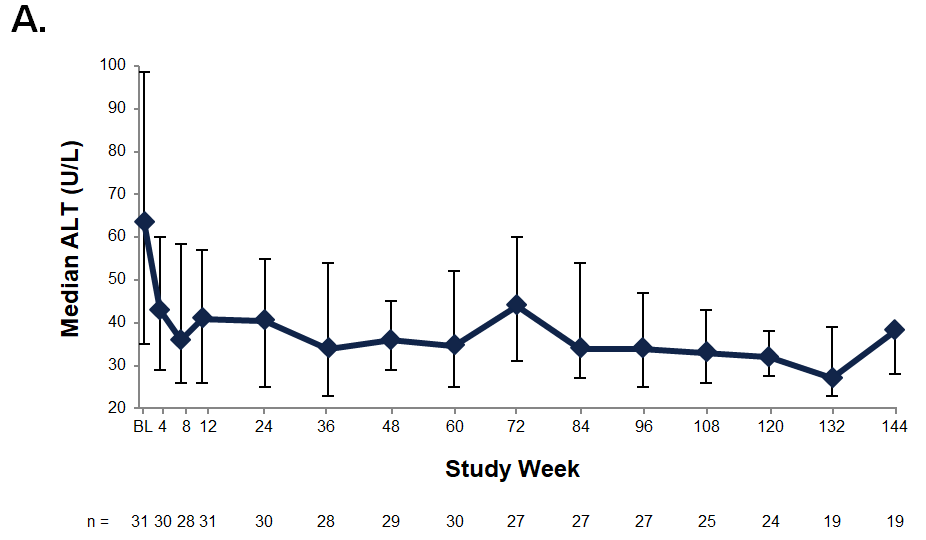 A.
100
90
80
70
60
50
40
30
20
Median ALT (U/L)
BL 4 8 12 24 36 48 60 72 84 96 108 120 132 144
Study Week
n = 31 30 28 31 30 28 29 30 27 27 27 25 24 19 19